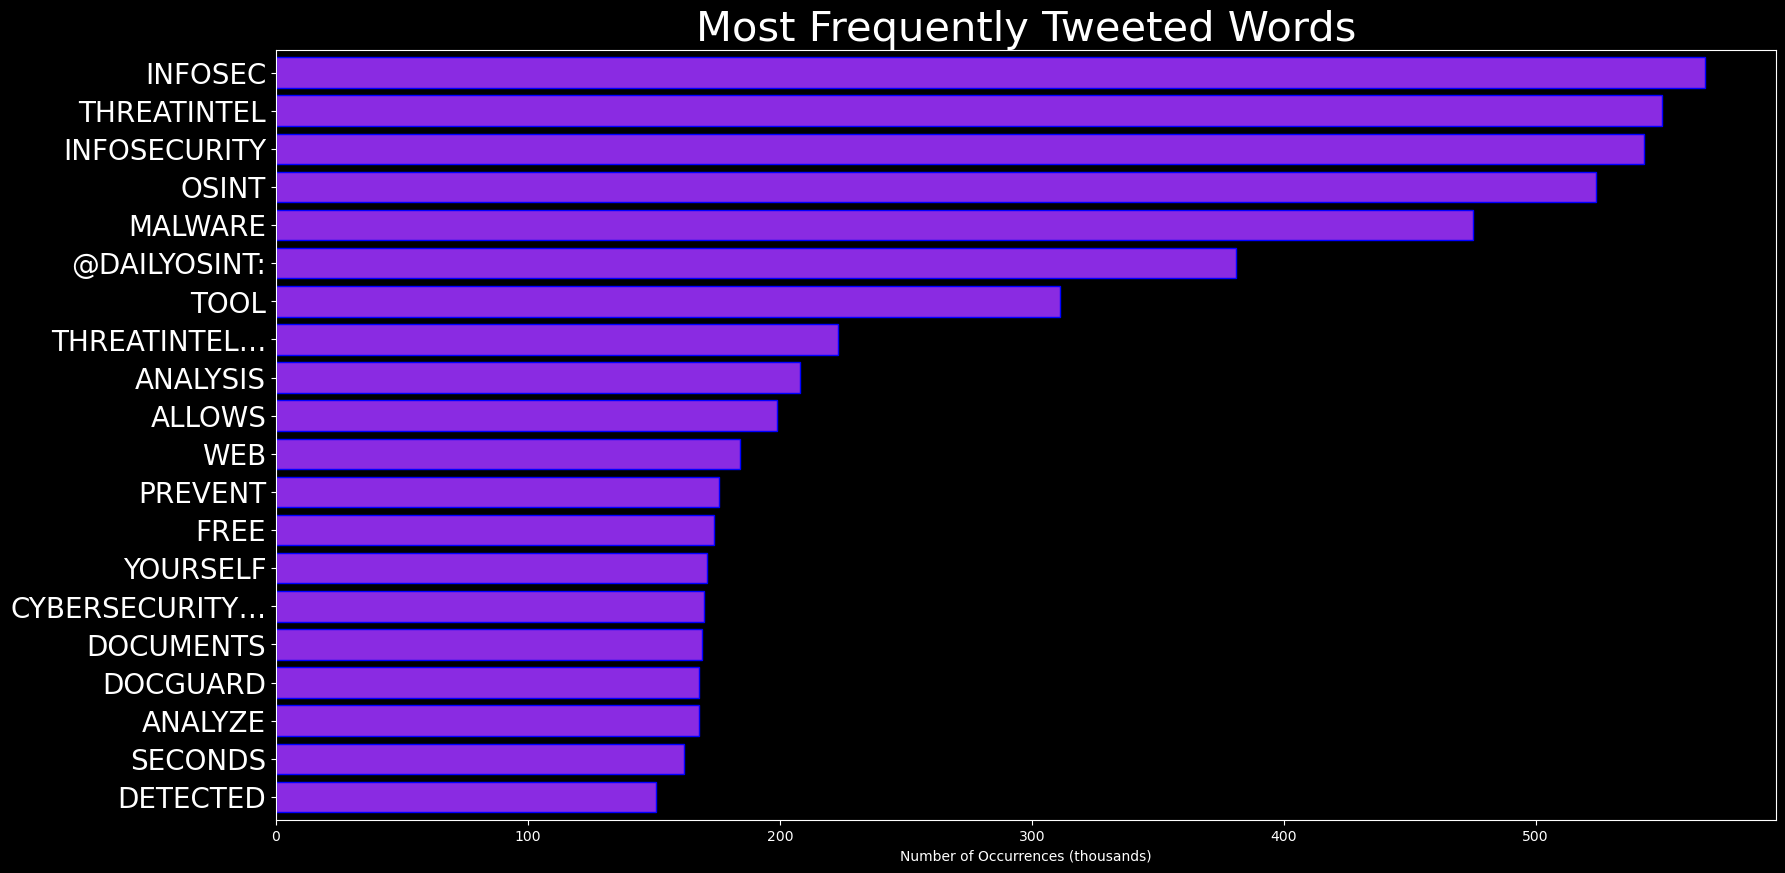 Most Frequently Tweeted Words
INFOSEC
THREATINTEL
INFOSECURITY
OSINT
MALWARE
@DAILYOSINT:
TOOL
THREATINTEL…
ANALYSIS
ALLOWS
WEB
PREVENT
FREE
YOURSELF
CYBERSECURITY…
DOCUMENTS
DOCGUARD
ANALYZE
SECONDS
DETECTED
0 100 200 300 400 500
Number of Occurrences (thousands)